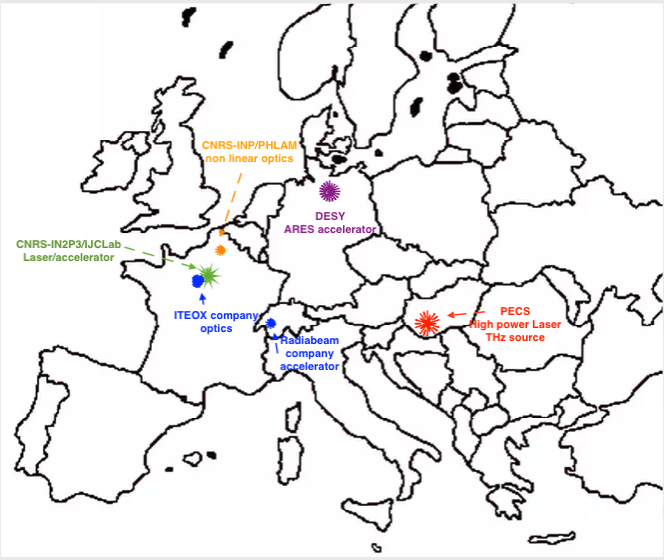 CNRS-INP/PHLAM
non linear optics
DESY
ARES accelerator
CNRS-IN2P3/IJCLab
Laser/accelerator
ITEOX company
optics
Radiabeam
company
accelerator
PECS
High power Laser
THz source